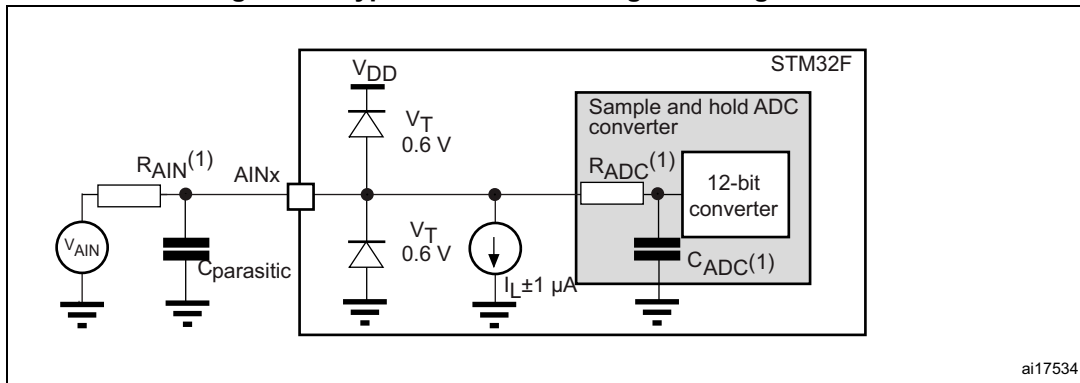 STM32F
VDD
Sample and hold ADC
converter
VT
0.6 V
RAIN(1)
AINx
RADC(1)
12-bit
converter
VAIN
Cparasitic
VT
0.6 V
IL±1 μA
CADC(1)
ai17534